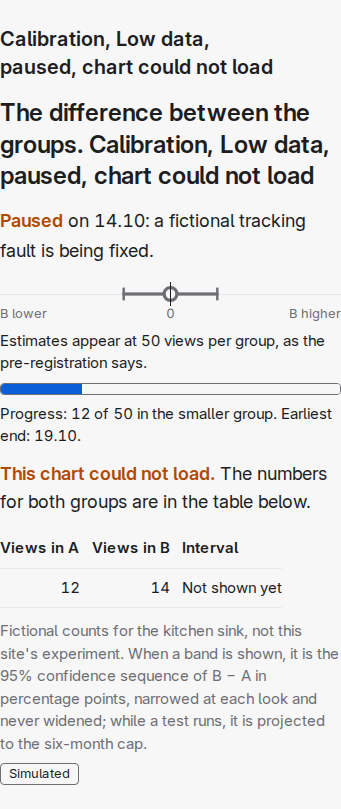 Calibration, Low data,
paused, chart could not load
The difference between the
groups. Calibration, Low data,
paused, chart could not load
Paused on 14.10: a fictional tracking
fault is being fixed.
B lower 0 B higher
Estimates appear at 50 views per group, as the
pre-registration says.
Progress: 12 of 50 in the smaller group. Earliest
end: 19.10.
This chart could not load. The numbers
for both groups are in the table below.
Views in A Views in B Interval
12 14 Not shown yet
Fictional counts for the kitchen sink, not this
site's experiment. When a band is shown, it is the
95% confidence sequence of B − A in
percentage points, narrowed at each look and
never widened; while a test runs, it is projected
to the six-month cap.
Simulated